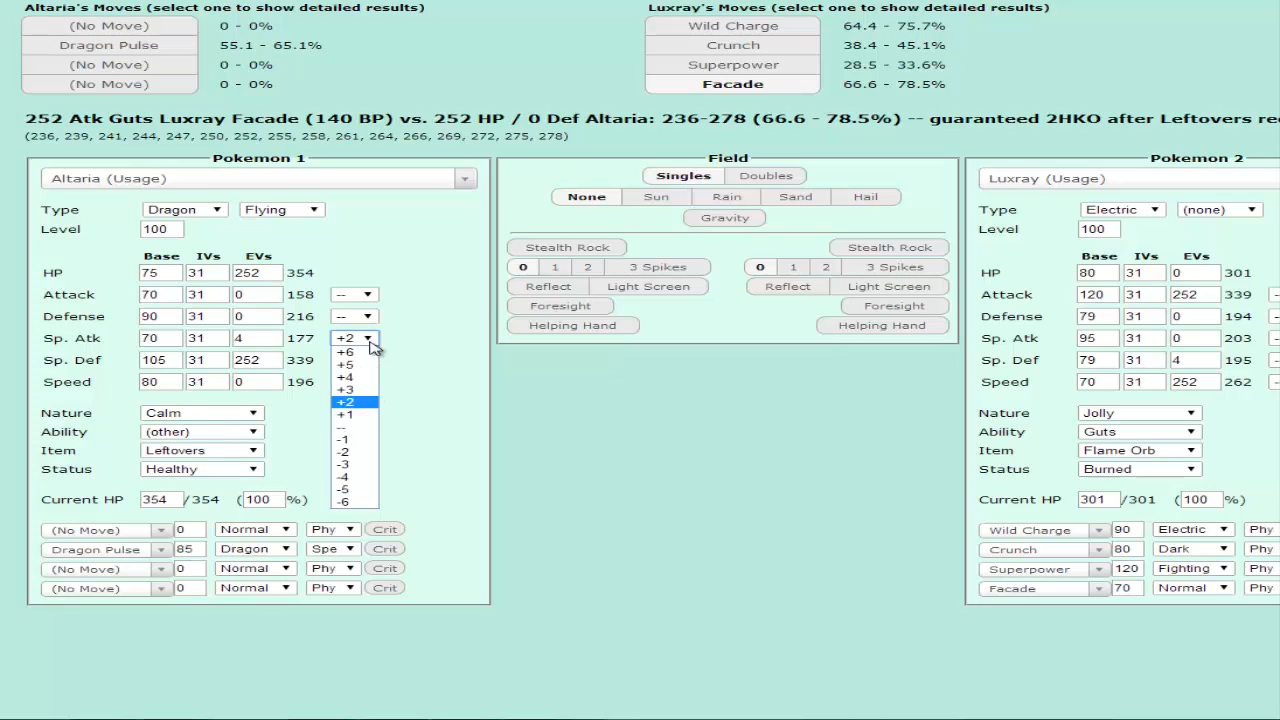 Altaria's Moves (select one to show detailed results)
(No Move) 0 - 0%
Dragon Pulse 55.1 - 65.1%
(No Move) 0 - 0%
(No Move) 0 - 0%
Luxray's Moves (select one to show detailed results)
Wild Charge 64.4 - 75.7%
Crunch 38.4 - 45.1%
Superpower 28.5 - 33.6%
Facade 66.6 - 78.5%
252 Atk Guts Luxray Facade (140 BP) vs. 252 HP / 0 Def Altaria: 236-278 (66.6 - 78.5%) -- guaranteed 2HKO after Leftovers re
(236, 239, 241, 244, 247, 250, 252, 255, 258, 261, 264, 266, 269, 272, 275, 278)
Pokemon 1
Altaria (Usage)
Type Dragon Flying
Level 100
Base IVs EVs
HP 75 31 252 354
Attack 70 31 0 158 --
Defense 90 31 0 216 --
Sp. Atk 70 31 4 177 +2
Sp. Def 105 31 252 339
Speed 80 31 0 196
+6
+5
+4
+3
+2
+1
--
-1
-2
-3
-4
-5
-6
Nature Calm
Ability (other)
Item Leftovers
Status Healthy
Current HP 354 /354 (100 %)
(No Move) 0 Normal Phy Crit
Dragon Pulse 85 Dragon Spe Crit
(No Move) 0 Normal Phy Crit
(No Move) 0 Normal Phy Crit
Field
Singles Doubles
None Sun Rain Sand Hail
Gravity
Stealth Rock Stealth Rock
0 1 2 3 Spikes 0 1 2 3 Spikes
Reflect Light Screen Reflect Light Screen
Foresight Foresight
Helping Hand Helping Hand
Pokemon 2
Luxray (Usage)
Type Electric (none)
Level 100
Base IVs EVs
HP 80 31 0 301
Attack 120 31 252 339 --
Defense 79 31 0 194 --
Sp. Atk 95 31 0 203 --
Sp. Def 79 31 4 195 --
Speed 70 31 252 262 --
Nature Jolly
Ability Guts
Item Flame Orb
Status Burned
Current HP 301 /301 (100 %)
Wild Charge 90 Electric Phy
Crunch 80 Dark Phy
Superpower 120 Fighting Phy
Facade 70 Normal Phy